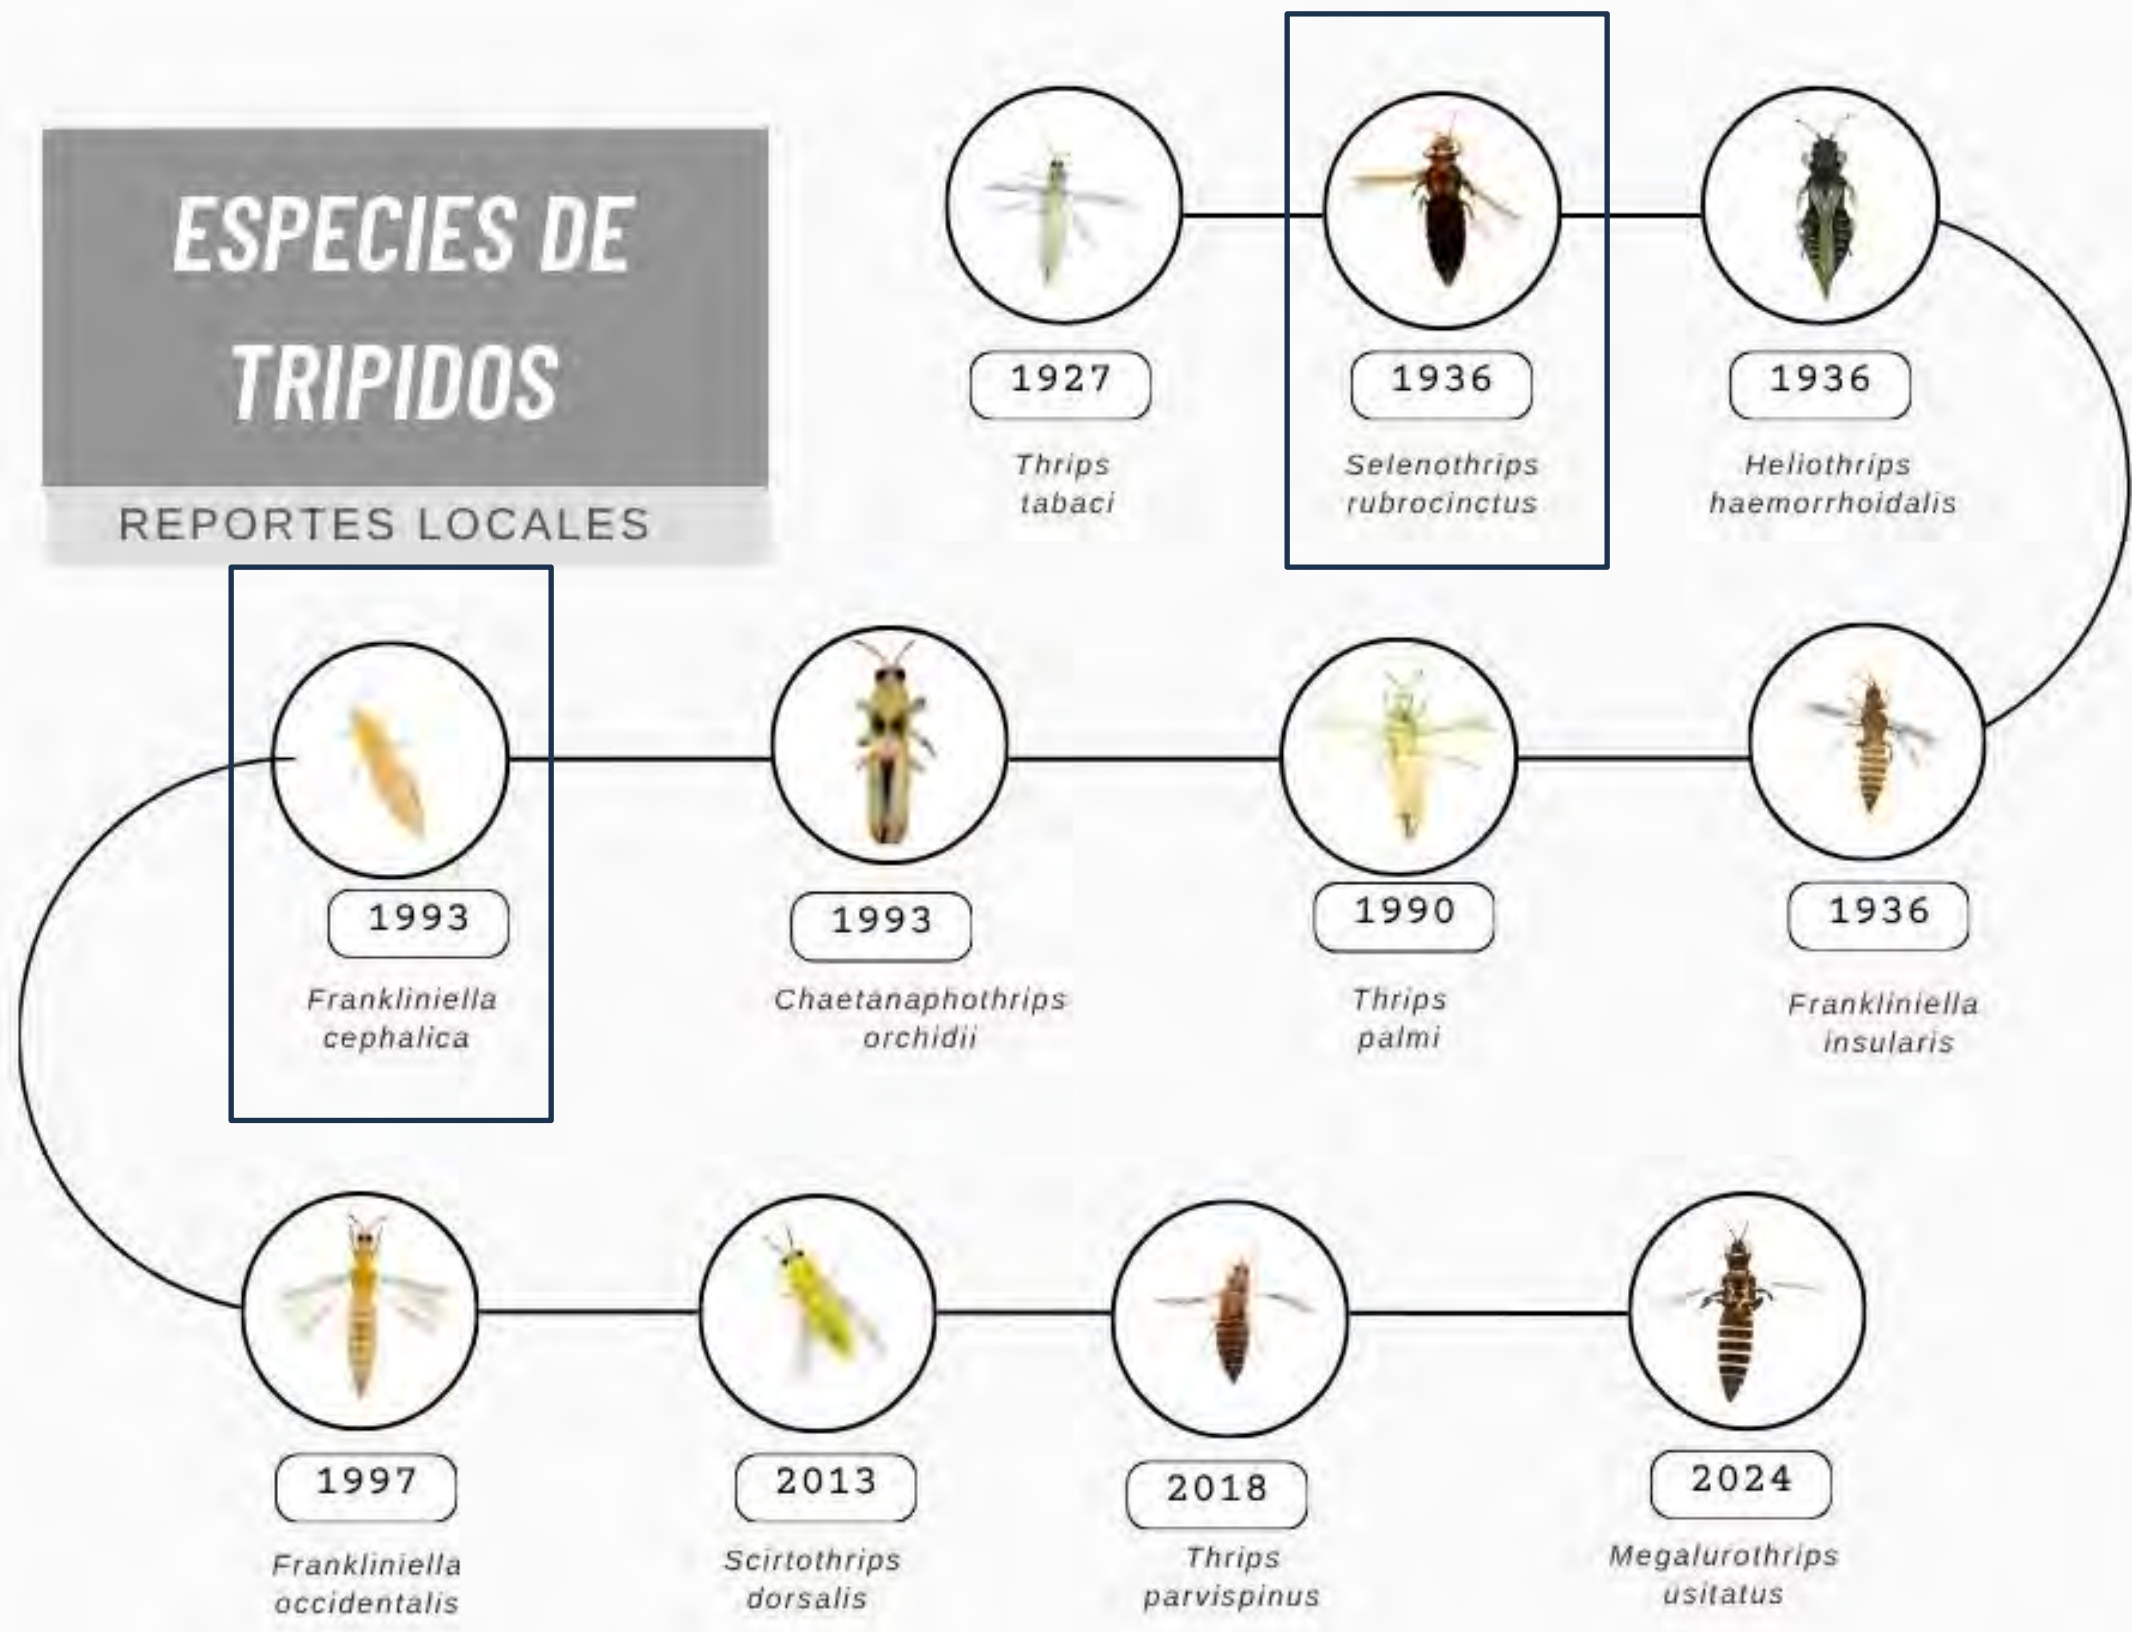 ESPECIES DE
TRIPIDOS
REPORTES LOCALES
1927
Thrips
tabaci
1936
Selenothrips
rubrocinctus
1936
Heliothrips
haemorrhoidalis
1936
Frankliniella
insularis
1990
Thrips
palmi
1993
Chaetanaphothrips
orchidii
1993
Frankliniella
cephalica
1997
Frankliniella
occidentalis
2013
Scirtothrips
dorsalis
2018
Thrips
parvispinus
2024
Megalurothrips
usitatus